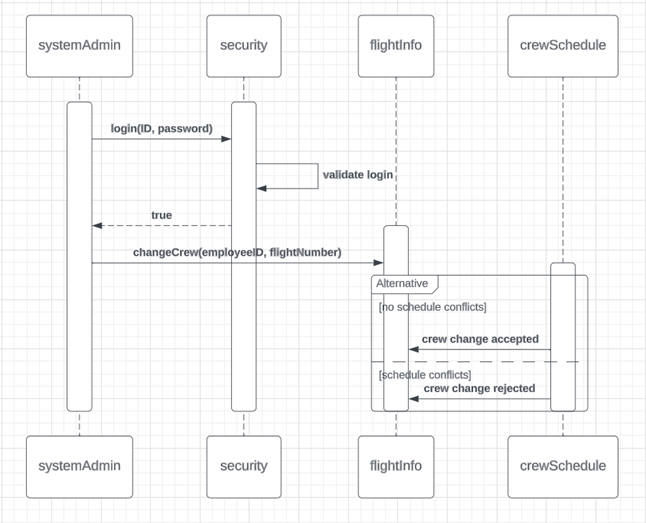 systemAdmin
security
flightInfo
crewSchedule
login(ID, password)
validate login
true
changeCrew(employeeID, flightNumber)
Alternative
[no schedule conflicts]
crew change accepted
[schedule conflicts]
crew change rejected
systemAdmin
security
flightInfo
crewSchedule